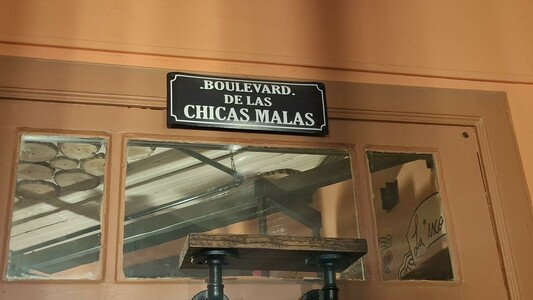 .BOULEVARD.
DE LAS
CHICAS MALAS